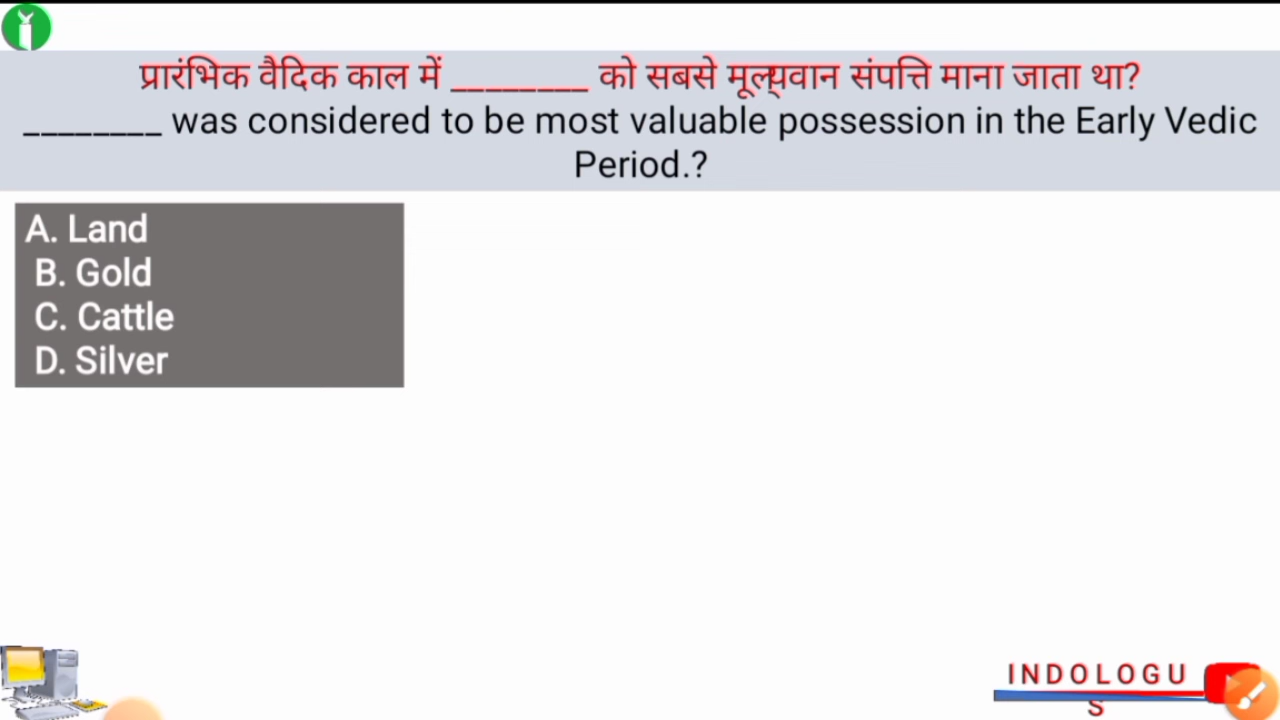 प्रारंभिक वैदिक काल में ________ को सबसे मूल्यवान संपत्ति माना जाता था?
________ was considered to be most valuable possession in the Early Vedic
Period.?
A. Land
B. Gold
C. Cattle
D. Silver
INDOLOGU
S